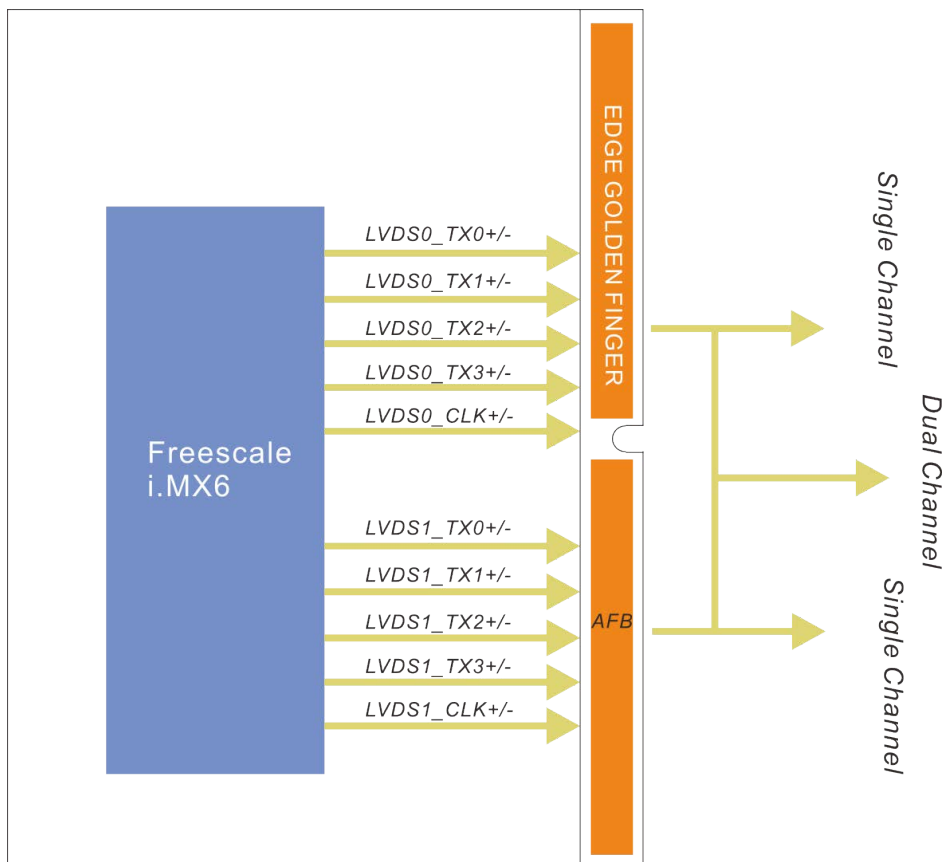 EDGE GOLDEN FINGER
LVDS0_TX0+/-
LVDS0_TX1+/-
LVDS0_TX2+/-
LVDS0_TX3+/-
LVDS0_CLK+/-
Freescale
i.MX6
LVDS1_TX0+/-
LVDS1_TX1+/-
LVDS1_TX2+/-
LVDS1_TX3+/-
LVDS1_CLK+/-
AFB
Single Channel
Dual Channel
Single Channel